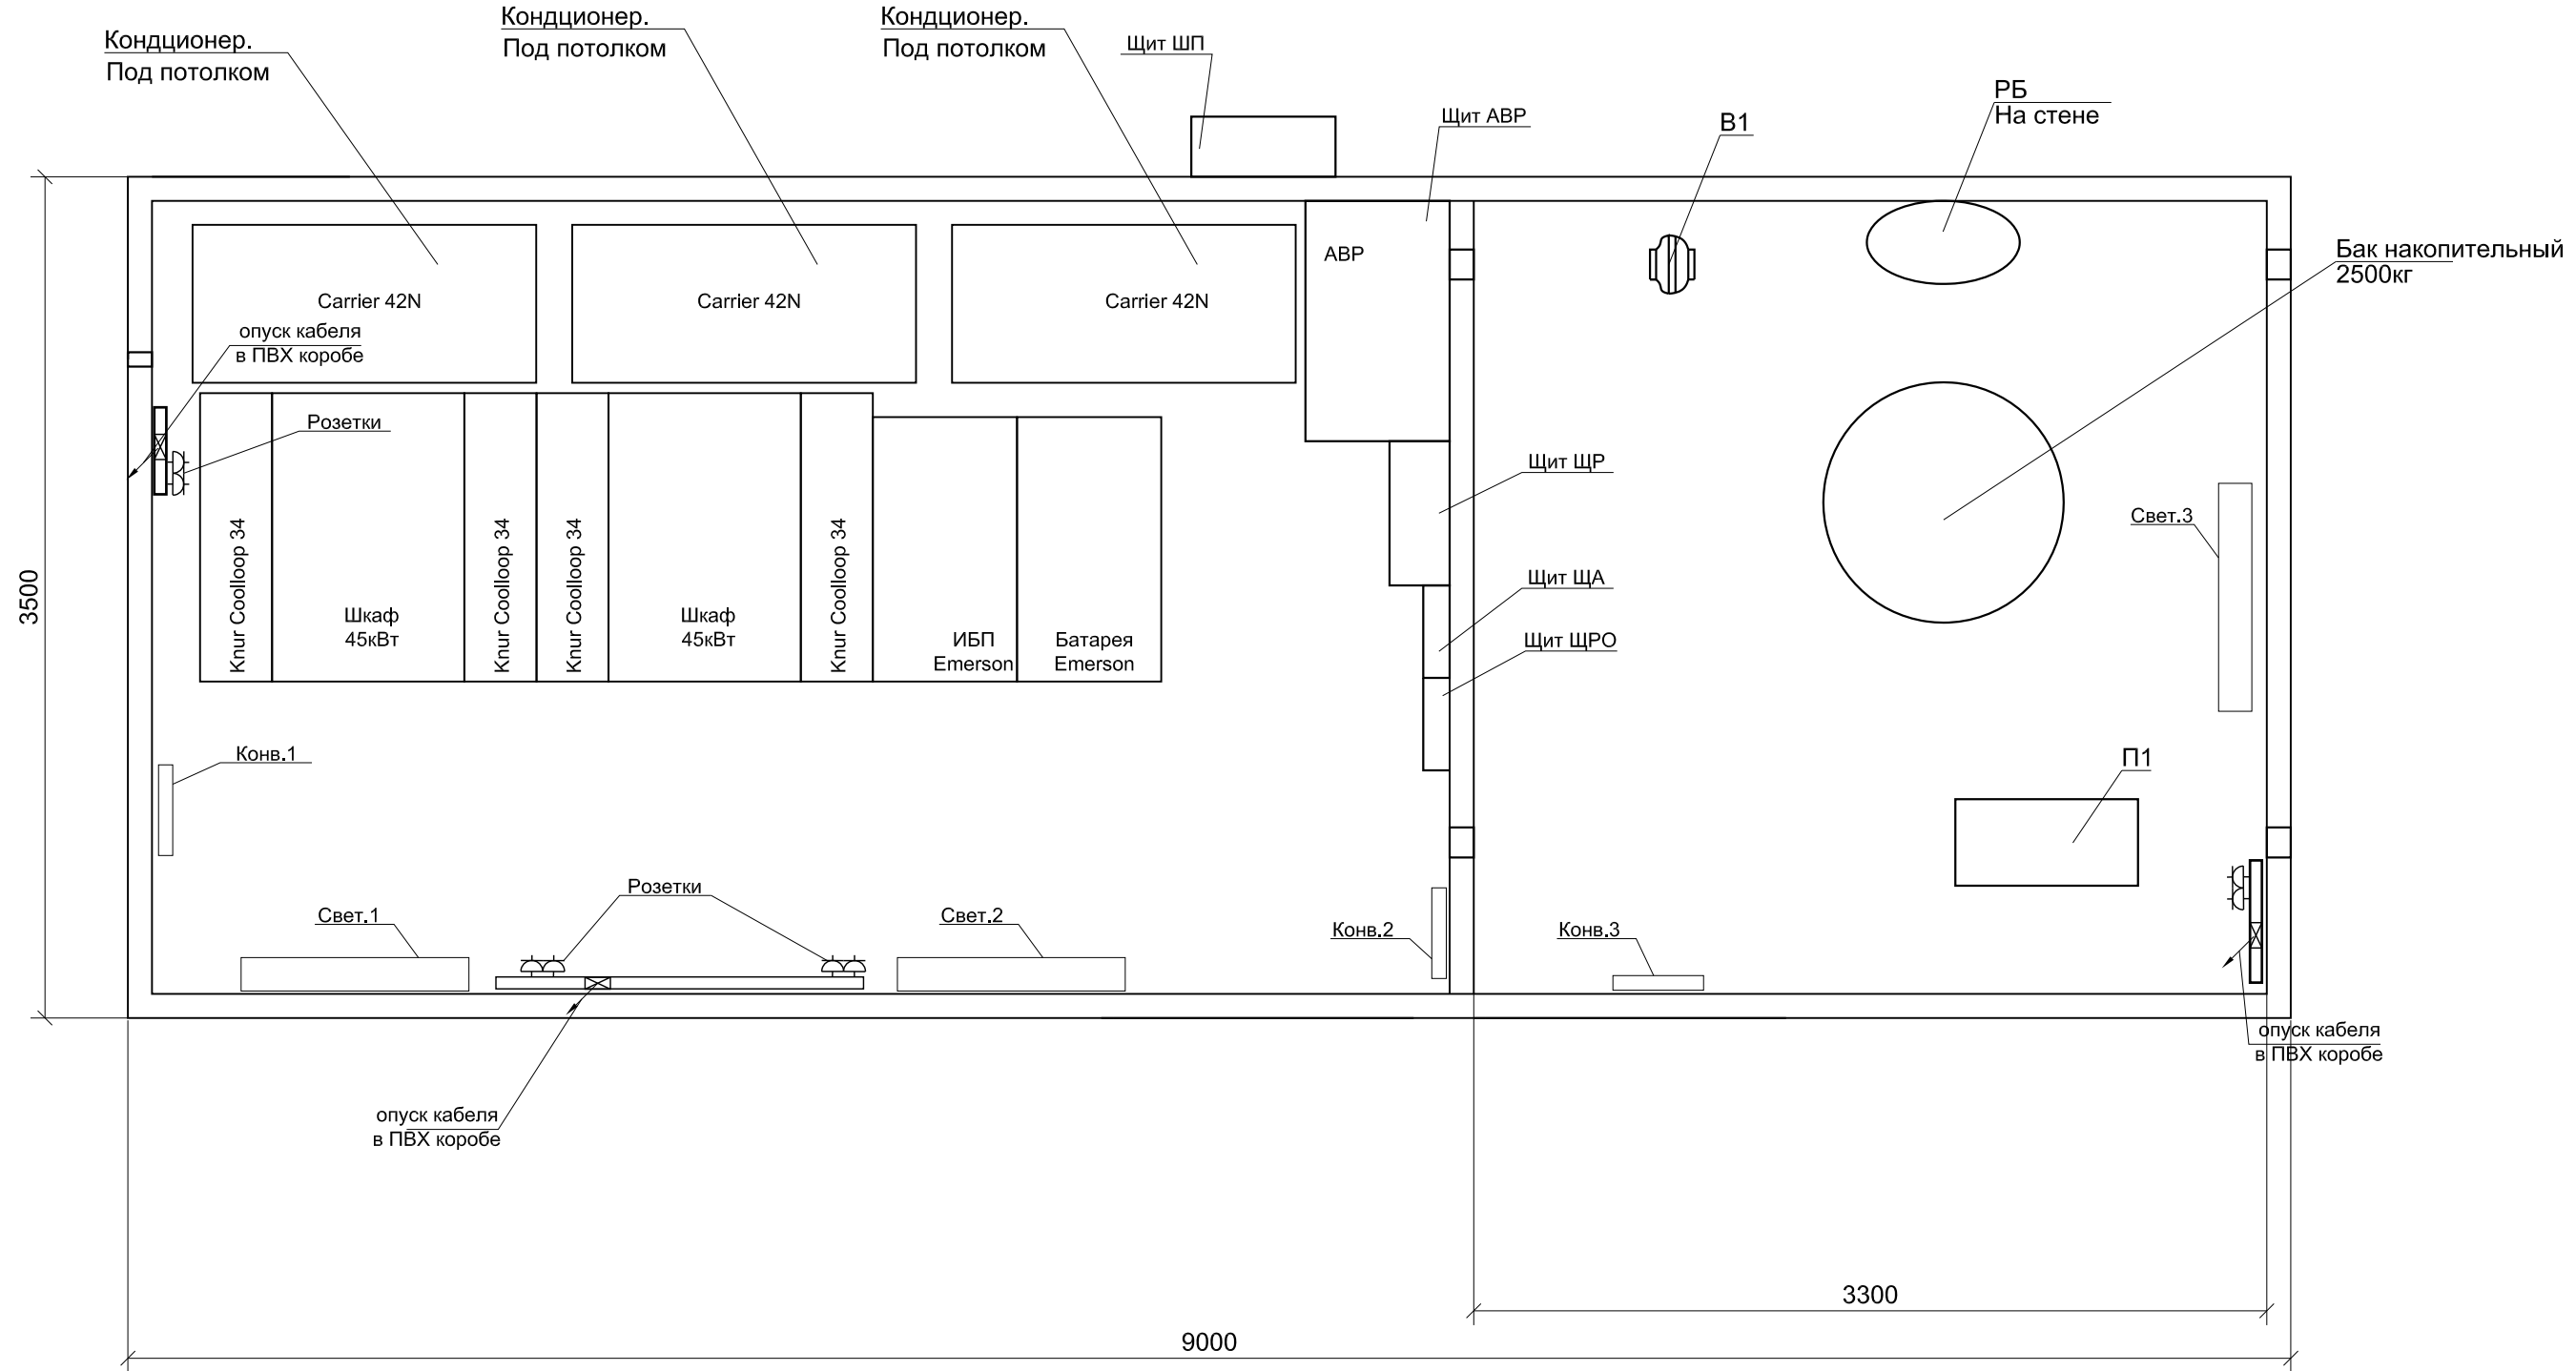 Кондционер.
Под потолком
Кондционер.
Под потолком
Кондционер.
Под потолком
Щит ШП
Щит АВР
В1
РБ
На стене
Бак накопительный
2500кг
АВР
Carrier 42N
Carrier 42N
Carrier 42N
опуск кабеля
в ПВХ коробе
Розетки
Щит ЩР
Свет.3
Knur Coolloop 34
Шкаф
45кВт
Knur Coolloop 34
Knur Coolloop 34
Шкаф
45кВт
Knur Coolloop 34
ИБП
Emerson
Батарея
Emerson
Щит ЩА
Щит ЩРО
3500
Конв.1
П1
Розетки
Свет.1
Свет.2
Конв.2
Конв.3
опуск кабеля
в ПВХ коробе
опуск кабеля
в ПВХ коробе
3300
9000